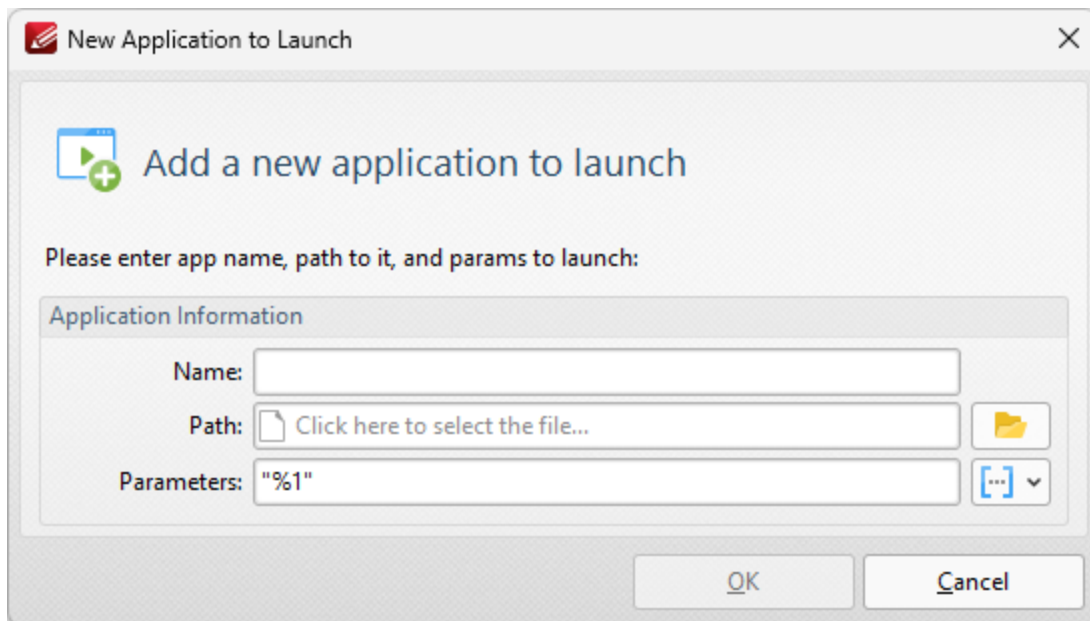 New Application to Launch
Add a new application to launch
Please enter app name, path to it, and params to launch:
Application Information
Name:
Path: Click here to select the file...
Parameters: "%1"
OK Cancel